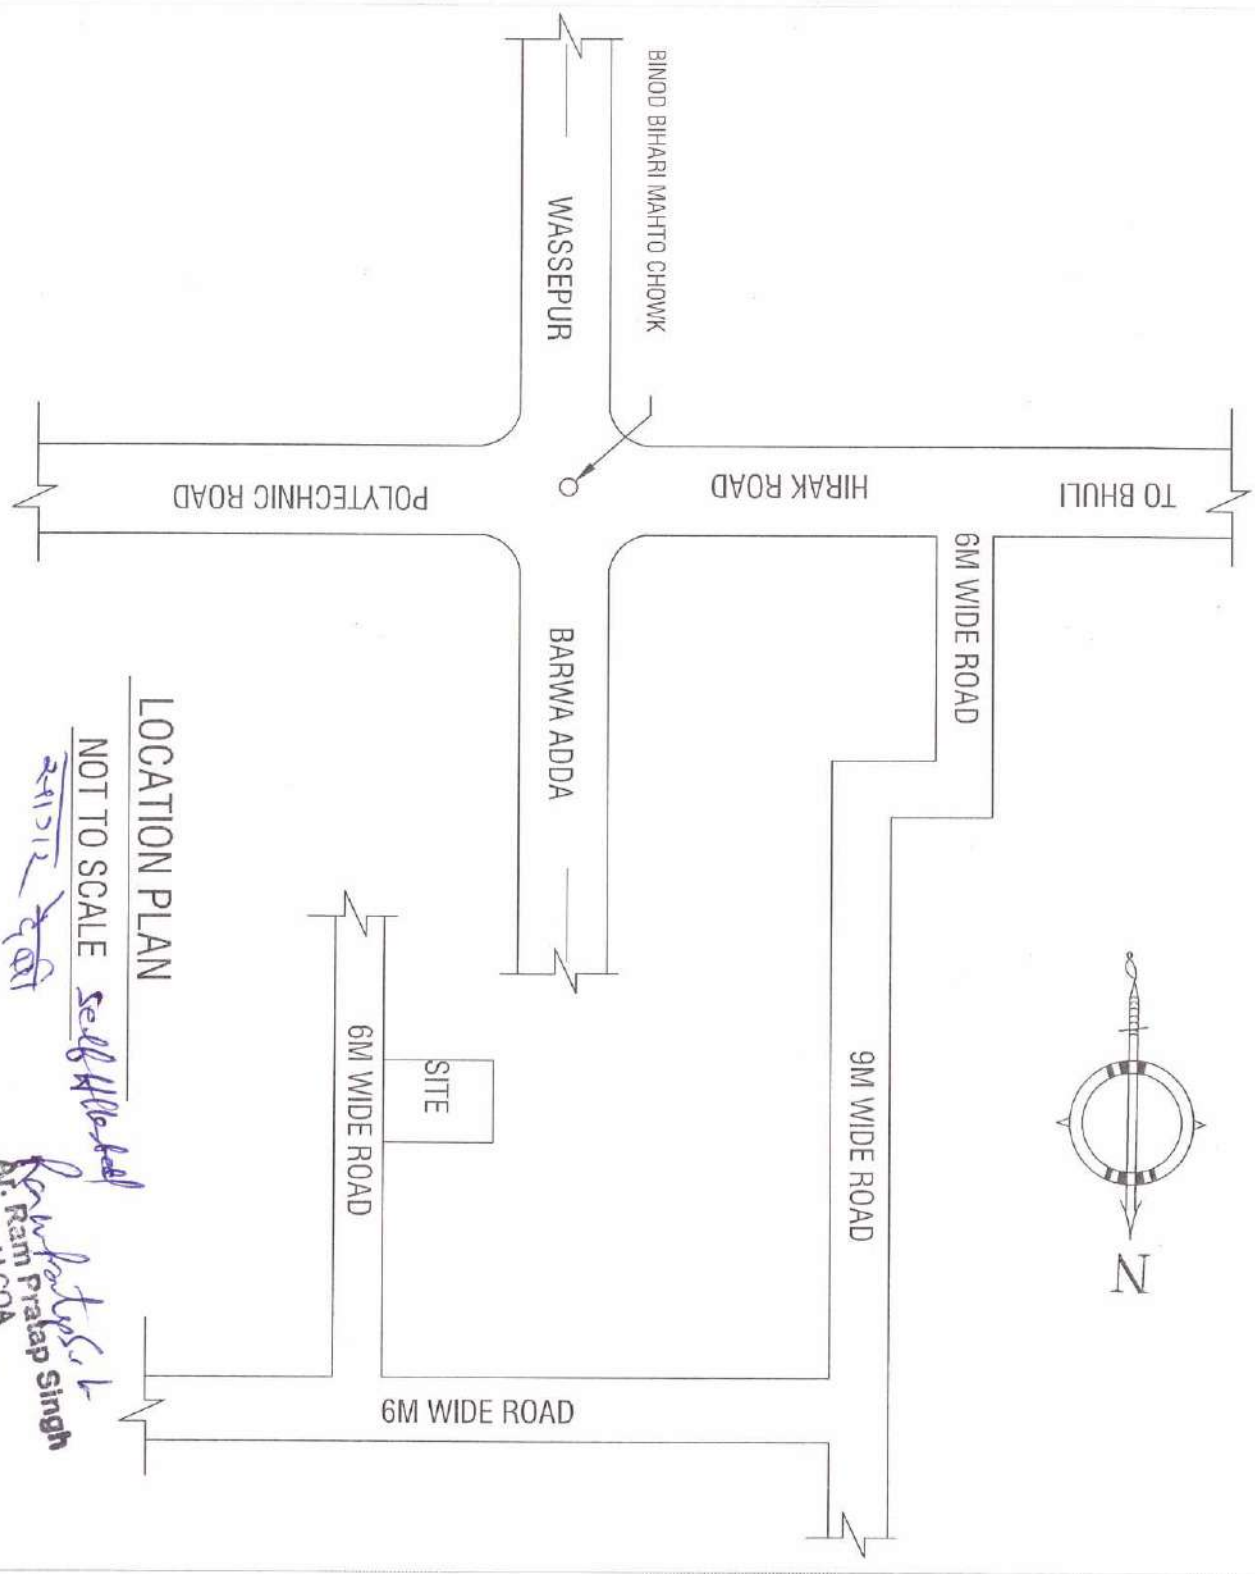 BINOD BIHARI MAHTO CHOWK
WASSEPUR
POLYTECHNIC ROAD
HIRAK ROAD
TO BHULI
6M WIDE ROAD
BARWA ADDA
9M WIDE ROAD
N
SITE
6M WIDE ROAD
6M WIDE ROAD
LOCATION PLAN
NOT TO SCALE
Self Attested
Ar. Ram Pratap Singh